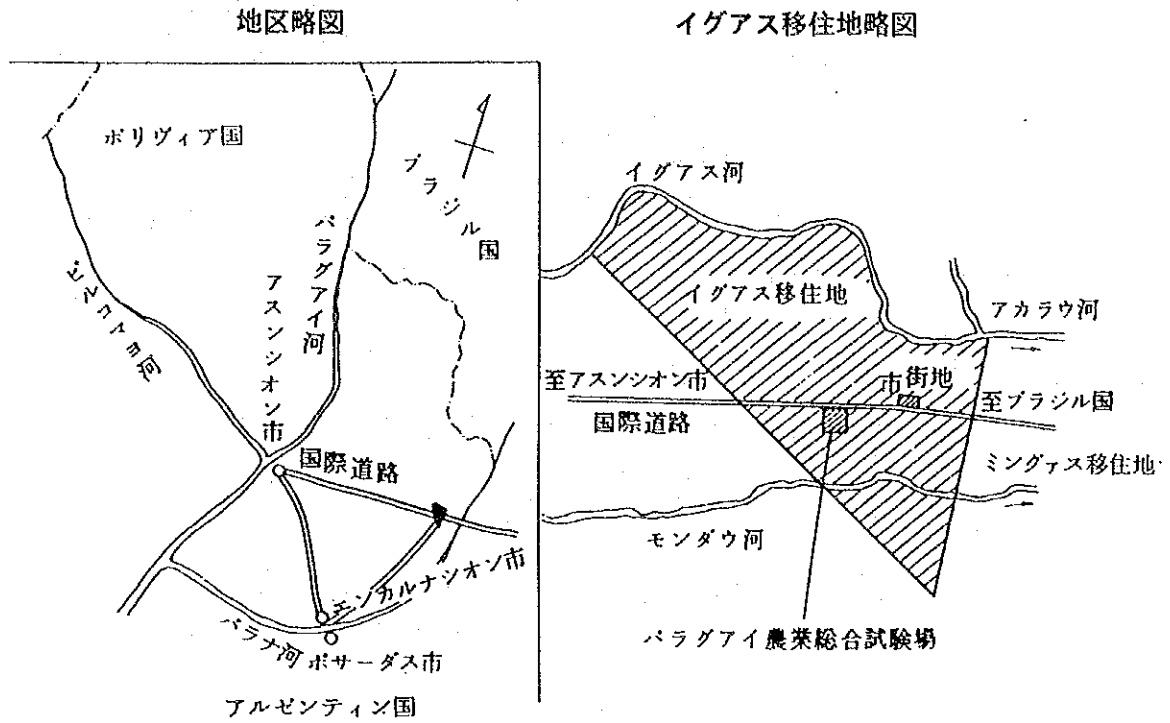 地区略図
ボリヴィア国
ブラジル国
ピルコマヨ河
アスンシオン市
パラグアイ河
国際道路
エンカルナシオン市
パラナ河
ポサーダス市
アルゼンティン国
イグアス移住地略図
イグアス河
イグアス移住地
アカラウ河
至アスンシオン市
市街地
至ブラジル国
国際道路
ミングァス移住地
モンダウ河
パラグアイ農業総合試験場